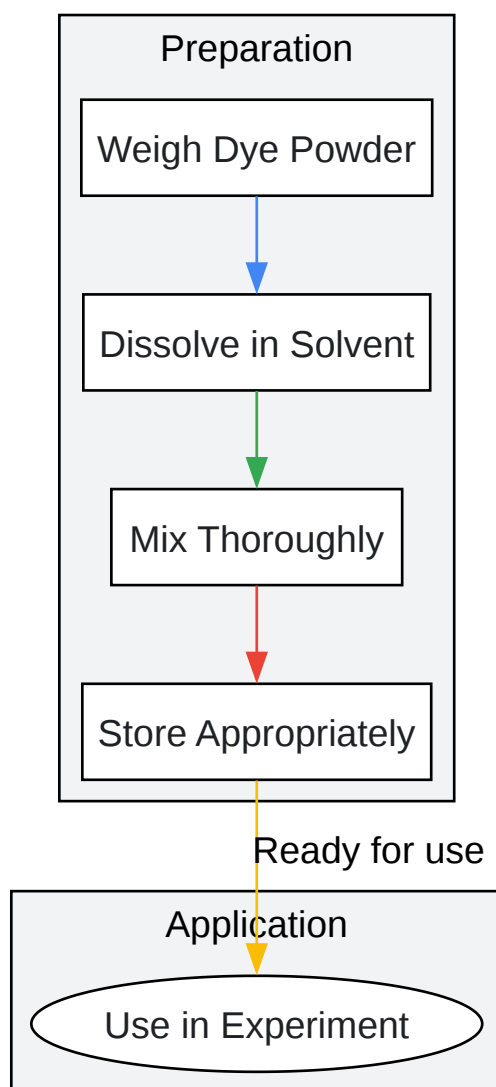 Preparation
Weigh Dye Powder
Dissolve in Solvent
Mix Thoroughly
Store Appropriately
Ready for use
Application
Use in Experiment